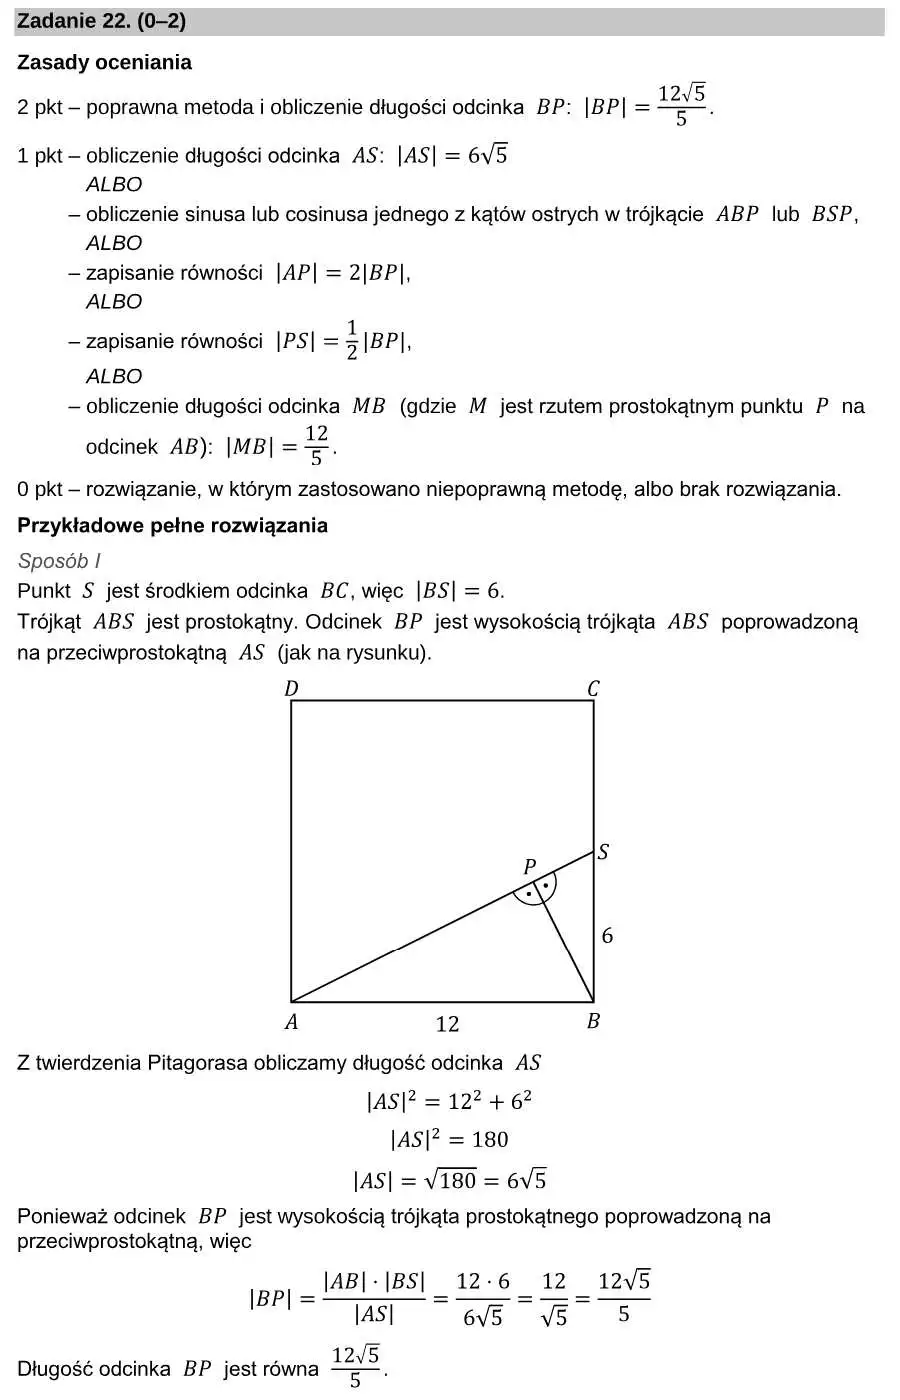 Zadanie 22. (0–2)
Zasady oceniania
2 pkt – poprawna metoda i obliczenie długości odcinka BP: |BP| = 12√5/5.
1 pkt – obliczenie długości odcinka AS: |AS| = 6√5
ALBO
– obliczenie sinusa lub cosinusa jednego z kątów ostrych w trójkącie ABP lub BSP,
ALBO
– zapisanie równości |AP| = 2|BP|,
ALBO
– zapisanie równości |PS| = 1/2|BP|,
ALBO
– obliczenie długości odcinka MB (gdzie M jest rzutem prostokątnym punktu P na
odcinek AB): |MB| = 12/5.
0 pkt – rozwiązanie, w którym zastosowano niepoprawną metodę, albo brak rozwiązania.
Przykładowe pełne rozwiązania
Sposób I
Punkt S jest środkiem odcinka BC, więc |BS| = 6.
Trójkąt ABS jest prostokątny. Odcinek BP jest wysokością trójkąta ABS poprowadzoną
na przeciwprostokątną AS (jak na rysunku).
D C
S
P
6
A 12 B
Z twierdzenia Pitagorasa obliczamy długość odcinka AS
|AS|² = 12² + 6²
|AS|² = 180
|AS| = √180 = 6√5
Ponieważ odcinek BP jest wysokością trójkąta prostokątnego poprowadzoną na
przeciwprostokątną, więc
|BP| = |AB| · |BS|/|AS| = 12 · 6/6√5 = 12/√5 = 12√5/5
Długość odcinka BP jest równa 12√5/5.